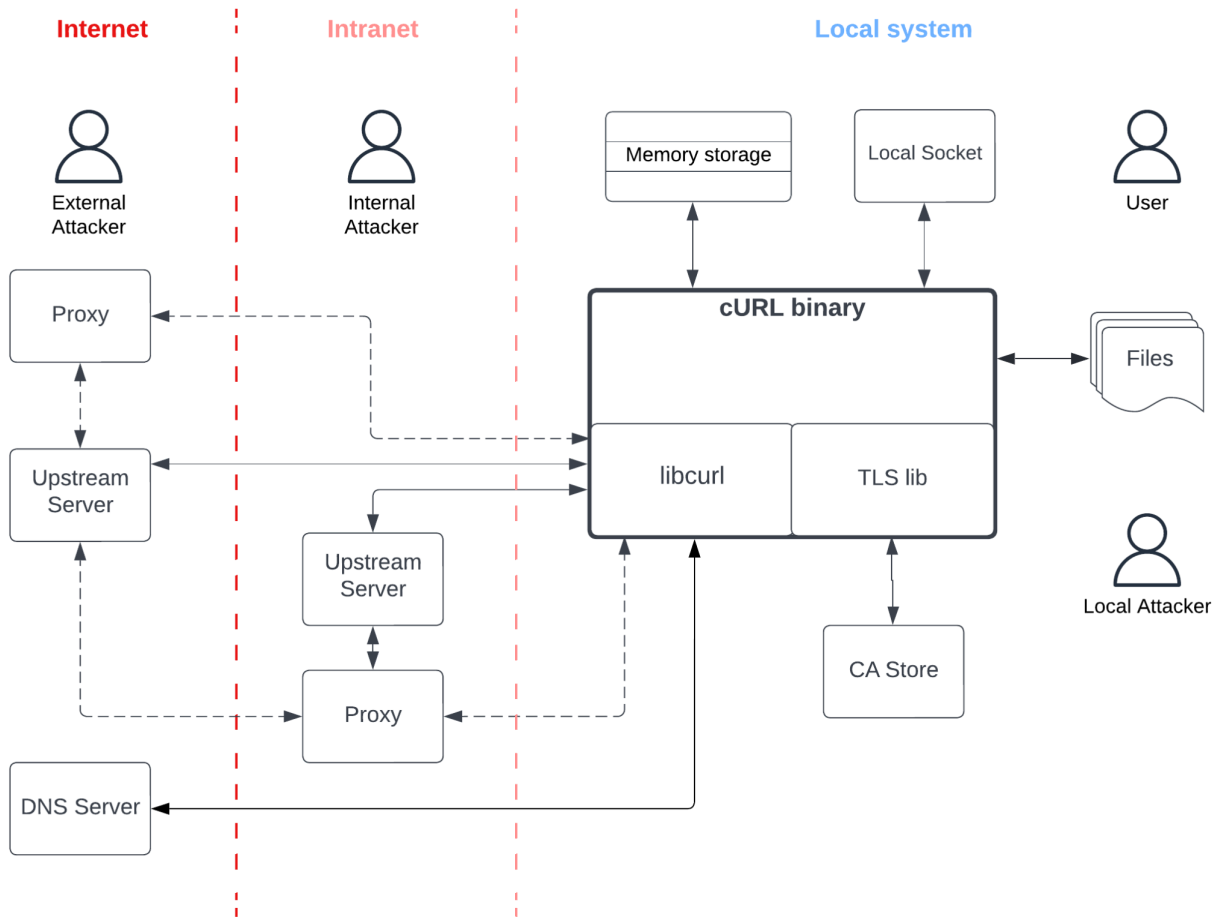 Internet
Intranet
Local system
External
Attacker
Internal
Attacker
Memory storage
Local Socket
User
Proxy
cURL binary
Files
Upstream
Server
libcurl
TLS lib
Upstream
Server
Local Attacker
CA Store
Proxy
DNS Server